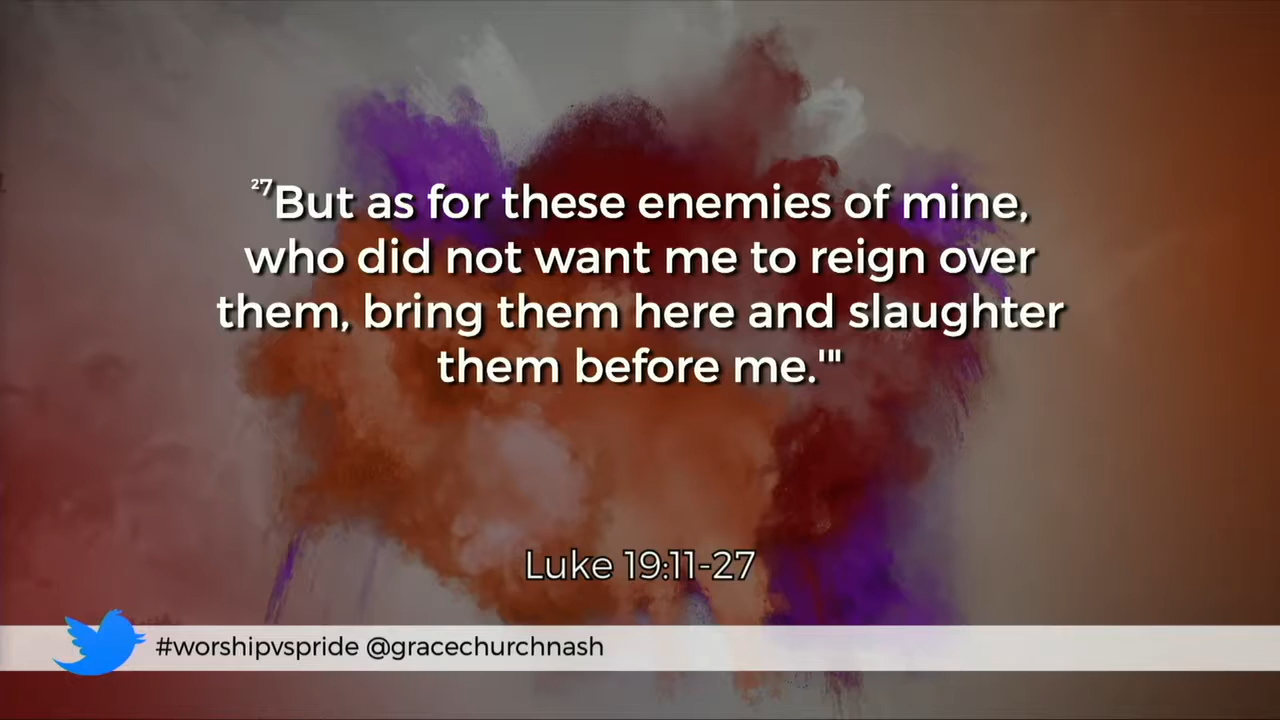 ²⁷But as for these enemies of mine,
who did not want me to reign over
them, bring them here and slaughter
them before me.'"
Luke 19:11-27
#worshipvspride @gracechurchnash